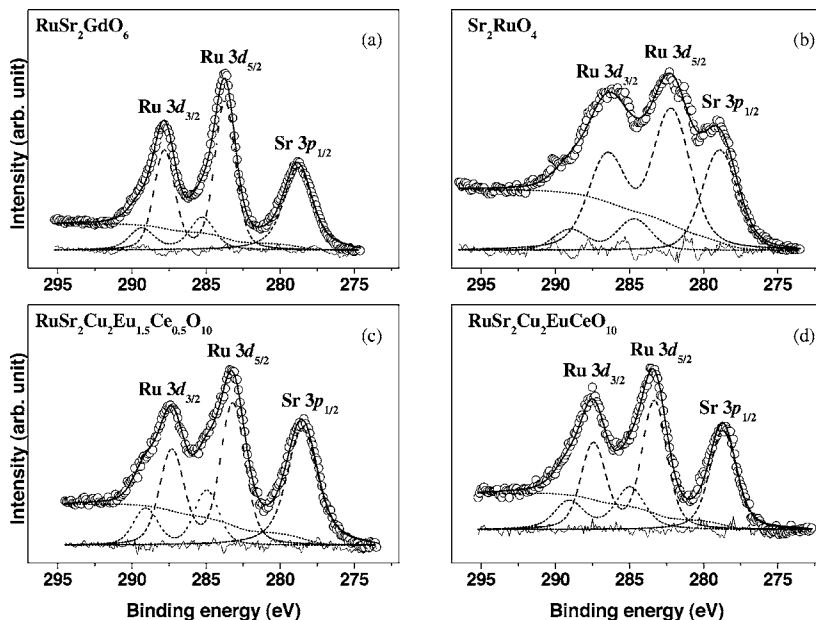 RuSr₂GdO₆
(a)
Ru 3d₃/₂
Ru 3d₅/₂
Sr 3p₁/₂
Intensity (arb. unit)
295 290 285 280 275
Sr₂RuO₄
(b)
Ru 3d₃/₂
Ru 3d₅/₂
Sr 3p₁/₂
295 290 285 280 275
RuSr₂Cu₂Eu₁.₅Ce₀.₅O₁₀
(c)
Ru 3d₃/₂
Ru 3d₅/₂
Sr 3p₁/₂
Intensity (arb. unit)
295 290 285 280 275
Binding energy (eV)
RuSr₂Cu₂EuCeO₁₀
(d)
Ru 3d₃/₂
Ru 3d₅/₂
Sr 3p₁/₂
295 290 285 280 275
Binding energy (eV)